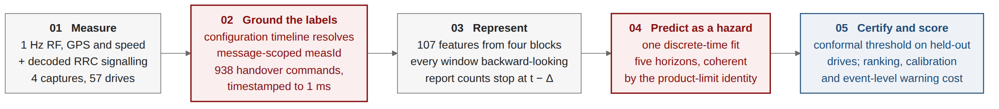 01 Measure
1 Hz RF, GPS and speed
+ decoded RRC signalling
4 captures, 57 drives
02 Ground the labels
configuration timeline resolves
message-scoped measId
938 handover commands,
timestamped to 1 ms
03 Represent
107 features from four blocks
every window backward-looking
report counts stop at t − Δ
04 Predict as a hazard
one discrete-time fit
five horizons, coherent
by the product-limit identity
05 Certify and score
conformal threshold on held-out
drives; ranking, calibration
and event-level warning cost